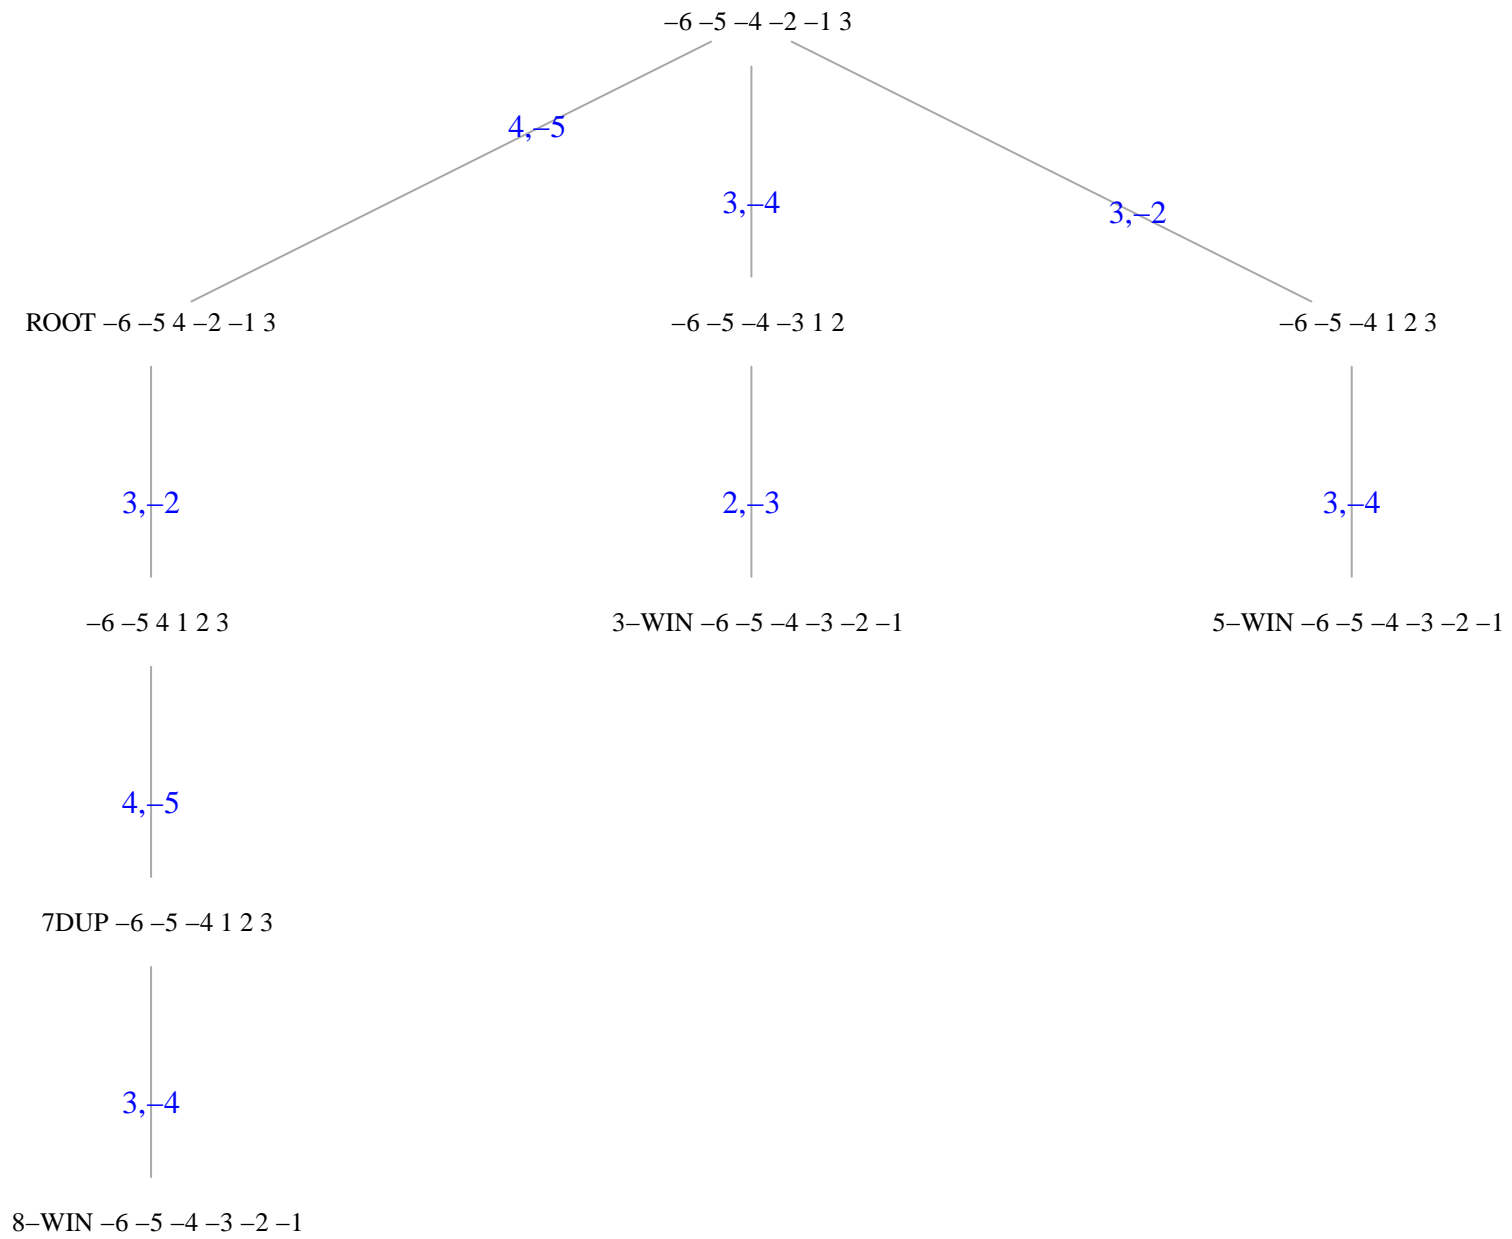 –6 –5 –4 –2 –1 3
4,–5
3,–4
3,–2
ROOT –6 –5 4 –2 –1 3
–6 –5 –4 –3 1 2
–6 –5 –4 1 2 3
3,–2
2,–3
3,–4
–6 –5 4 1 2 3
3–WIN –6 –5 –4 –3 –2 –1
5–WIN –6 –5 –4 –3 –2 –1
4,–5
7DUP –6 –5 –4 1 2 3
3,–4
8–WIN –6 –5 –4 –3 –2 –1